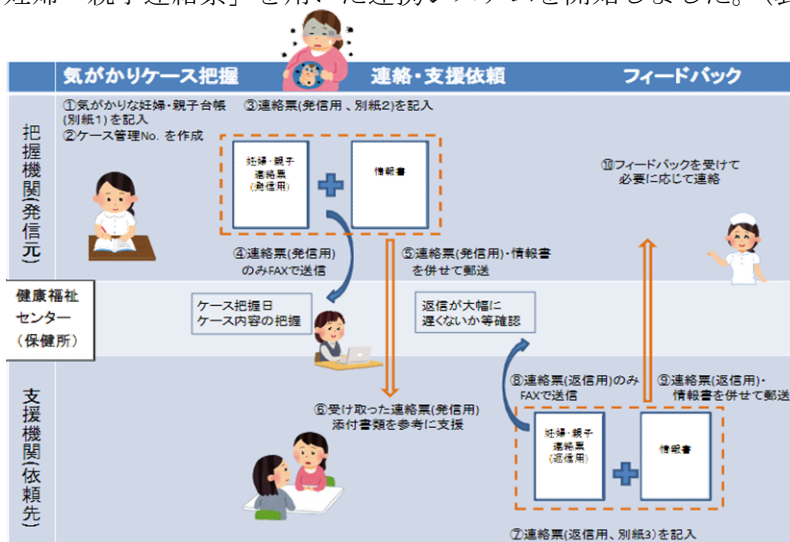 親子連絡票」を用いた連携システムを開始しました。
気がかりケース把握
連絡・支援依頼
フィードバック
把握機関(発信元)
①気がかりな妊婦・親子台帳
(別紙1)を記入
②ケース管理No. を作成
③連絡票(発信用、別紙2)を記入
妊婦・親子
連絡票
(発信用)
情報書
④連絡票(発信用)
のみFAXで送信
⑤連絡票(発信用)・情報書
を併せて郵送
⑩フィードバックを受けて
必要に応じて連絡
健康福祉
センター
(保健所)
ケース把握日
ケース内容の把握
返信が大幅に
遅くないか等確認
支援機関(依頼先)
⑥受け取った連絡票(発信用)
添付書類を参考に支援
⑧連絡票(返信用)のみ
FAXで送信
⑨連絡票(返信用)・
情報書を併せて郵送
妊婦・親子
連絡票
(返信用)
情報書
⑦連絡票(返信用、別紙3)を記入